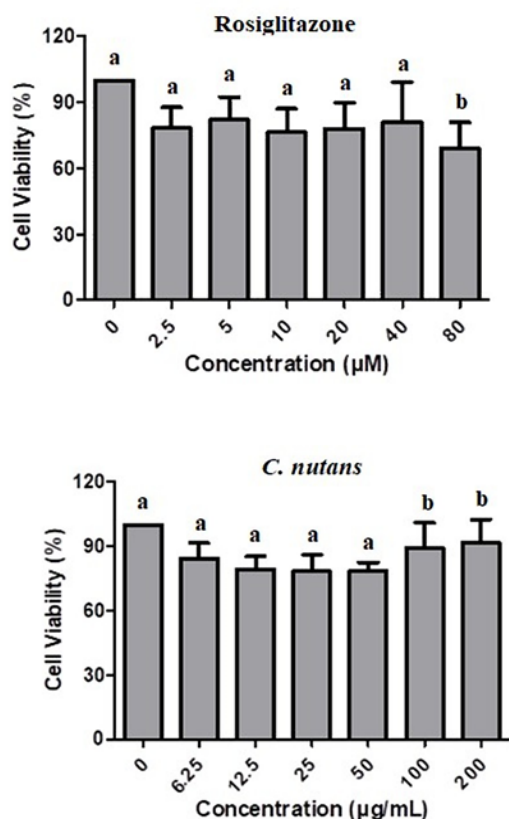 Rosiglitazone
Cell Viability (%)
120
90
60
30
0
a a a a a a b
0 2.5 5 10 20 40 80
Concentration (µM)
C. nutans
Cell Viability (%)
120
90
60
30
0
a a a a a b b
0 6.25 12.5 25 50 100 200
Concentration (µg/mL)